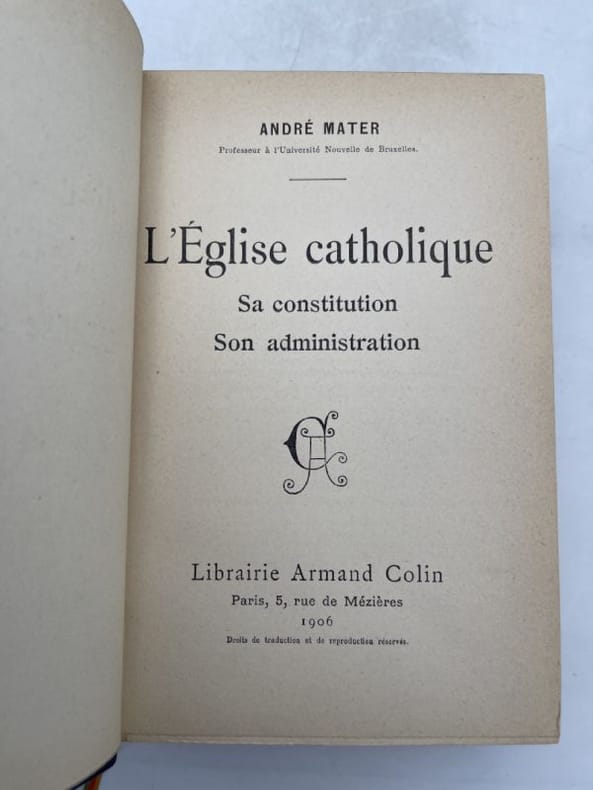 ANDRÉ MATER
Professeur à l'Université Nouvelle de Bruxelles.
L'Église catholique
Sa constitution
Son administration
Librairie Armand Colin
Paris, 5, rue de Mézières
1906
Droits de traduction et de reproduction réservés.